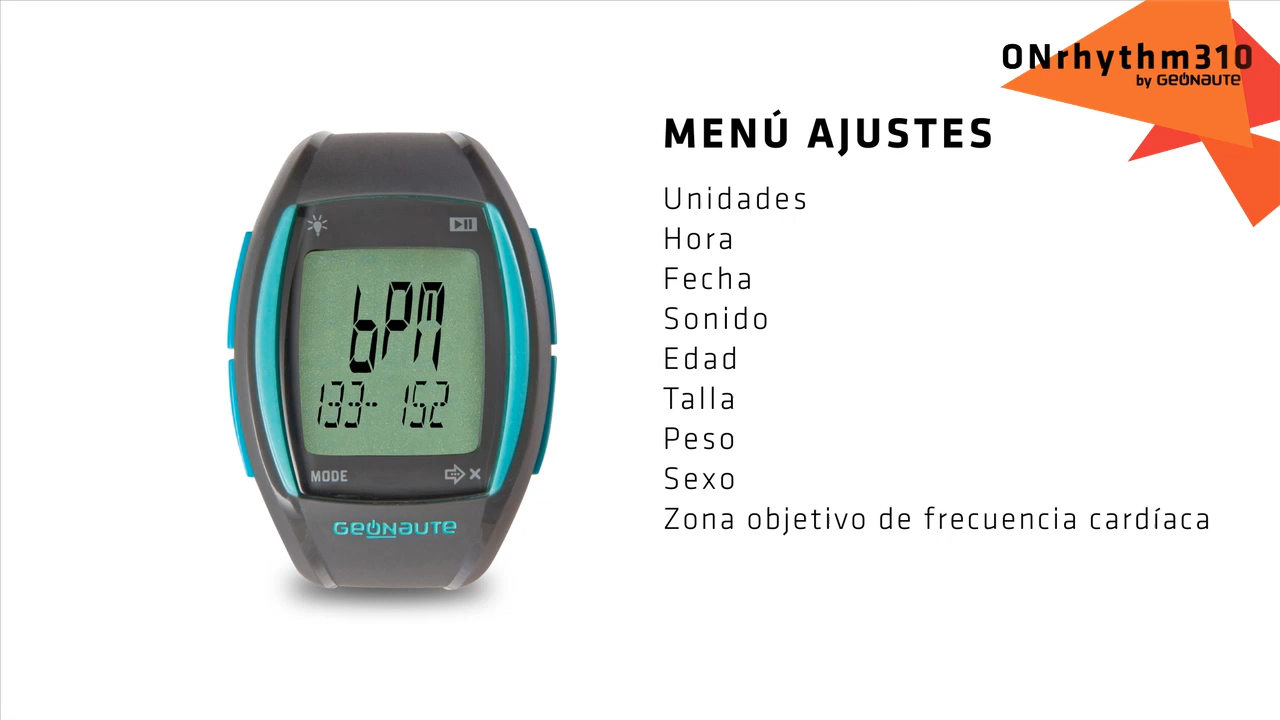 ONrhythm310
by GEONAUTE
MENÚ AJUSTES
Unidades
Hora
Fecha
Sonido
Edad
Talla
Peso
Sexo
Zona objetivo de frecuencia cardíaca
bPM
133- 152
MODE
GEONAUTE